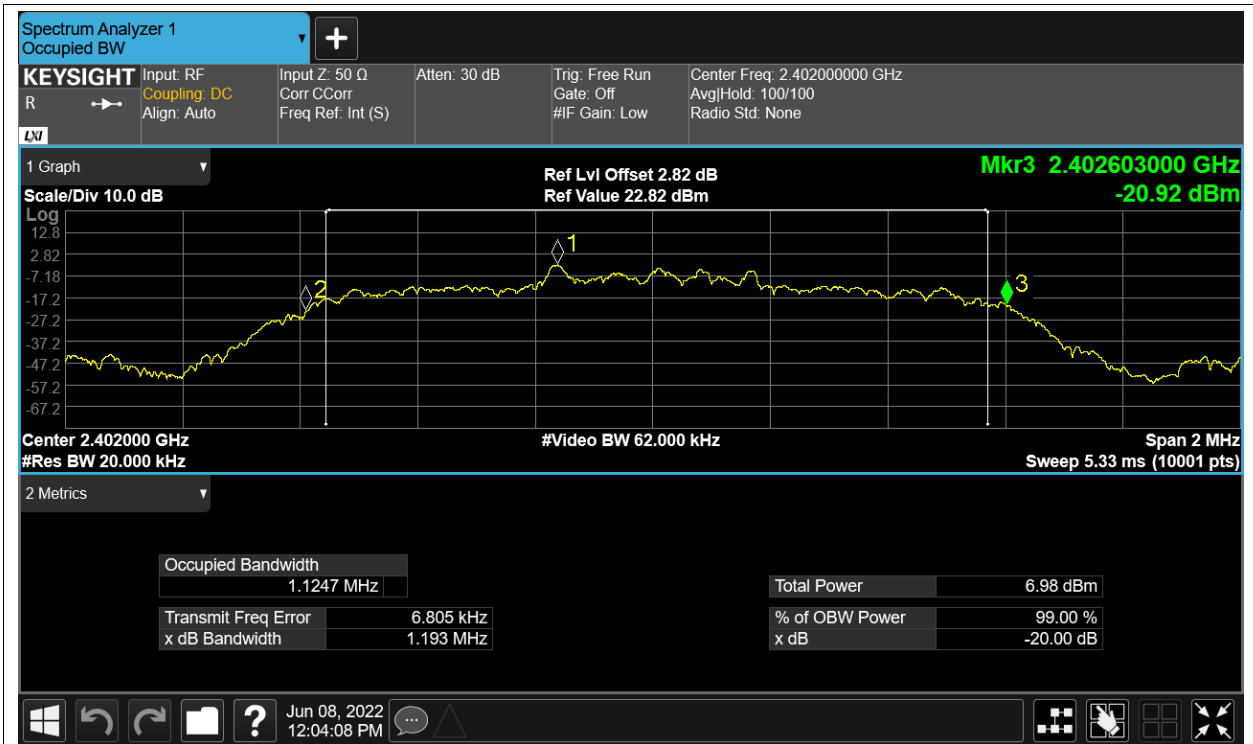 Spectrum Analyzer 1
Occupied BW
KEYSIGHT
R
LXI
Input: RF
Coupling: DC
Align: Auto
Input Z: 50 Ω
Corr CCorr
Freq Ref: Int (S)
Atten: 30 dB
Trig: Free Run
Gate: Off
#IF Gain: Low
Center Freq: 2.402000000 GHz
Avg|Hold: 100/100
Radio Std: None
1 Graph
Scale/Div 10.0 dB
Ref Lvl Offset 2.82 dB
Ref Value 22.82 dBm
Mkr3 2.402603000 GHz
-20.92 dBm
Log
12.8
2.82
-7.18
-17.2
-27.2
-37.2
-47.2
-57.2
-67.2
1
2
3
Center 2.402000 GHz
#Res BW 20.000 kHz
#Video BW 62.000 kHz
Span 2 MHz
Sweep 5.33 ms (10001 pts)
2 Metrics
Occupied Bandwidth
1.1247 MHz
Transmit Freq Error 6.805 kHz
x dB Bandwidth 1.193 MHz
Total Power 6.98 dBm
% of OBW Power 99.00 %
x dB -20.00 dB
Jun 08, 2022
12:04:08 PM